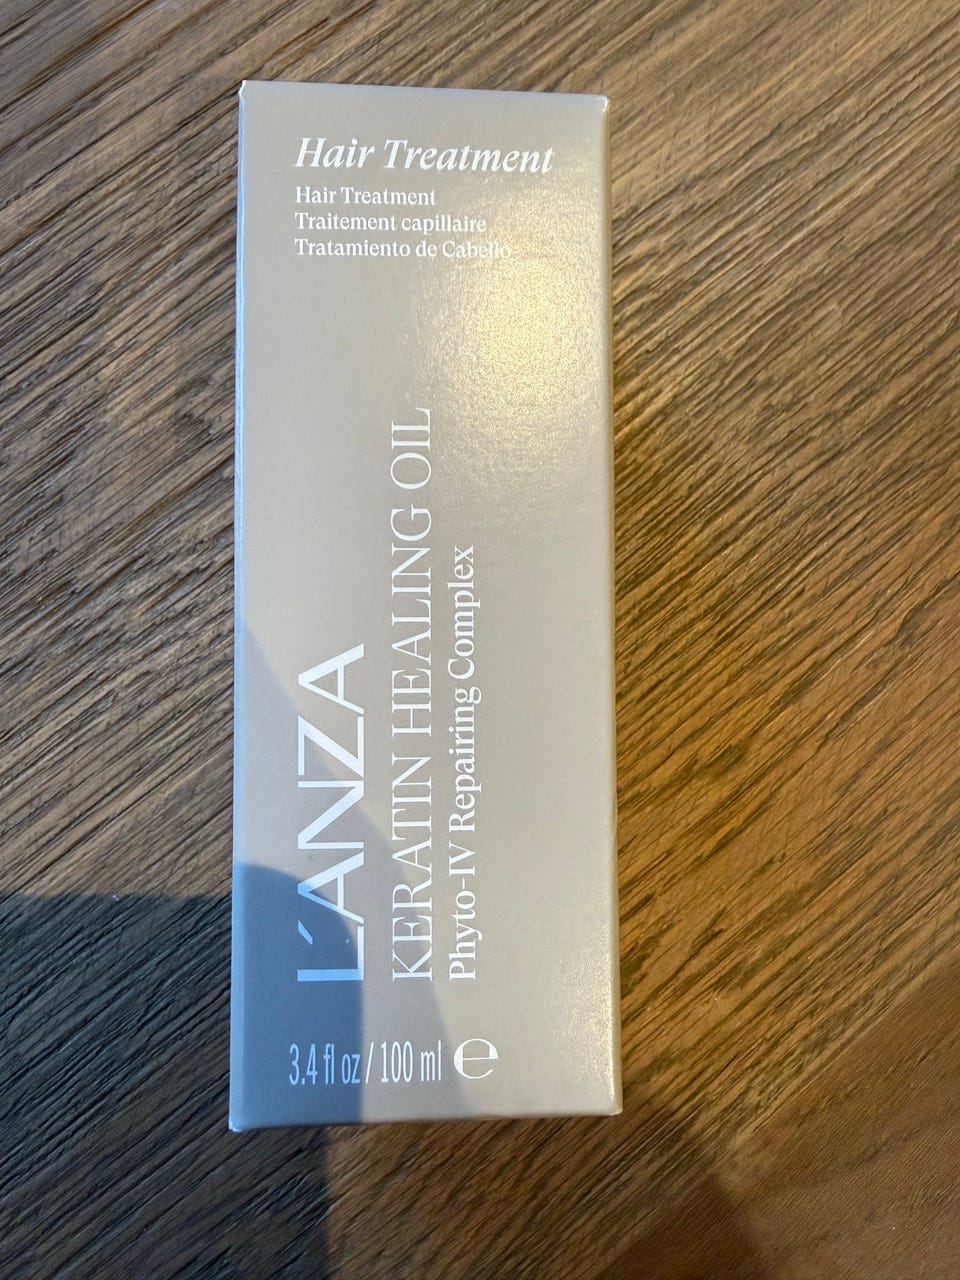 Hair Treatment
Hair Treatment
Traitement capillaire
Tratamiento de Cabello
L'ANZA
KERATIN HEALING OIL
Phyto-IV Repairing Complex
3.4 fl oz / 100 ml ℮